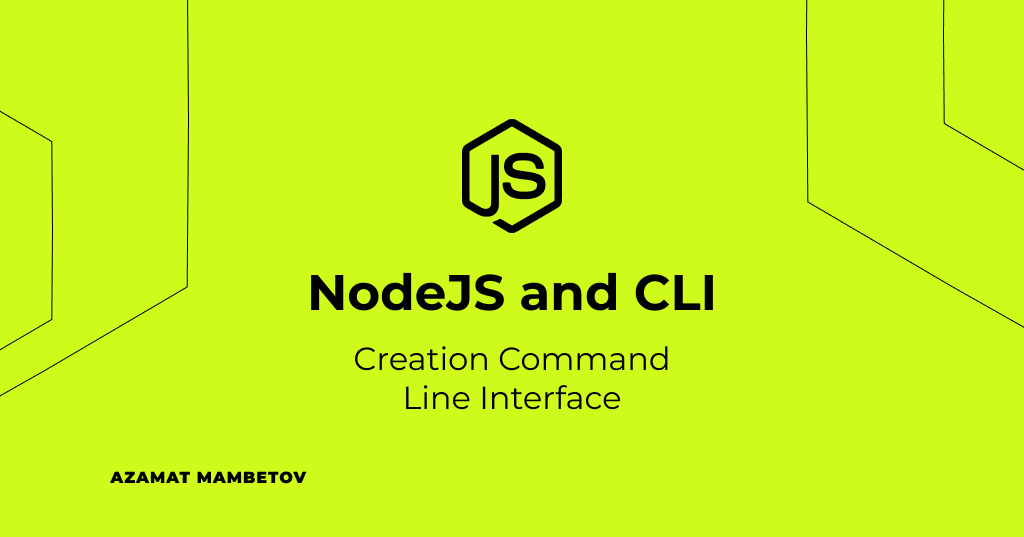 JS
NodeJS and CLI
Creation Command
Line Interface
AZAMAT MAMBETOV